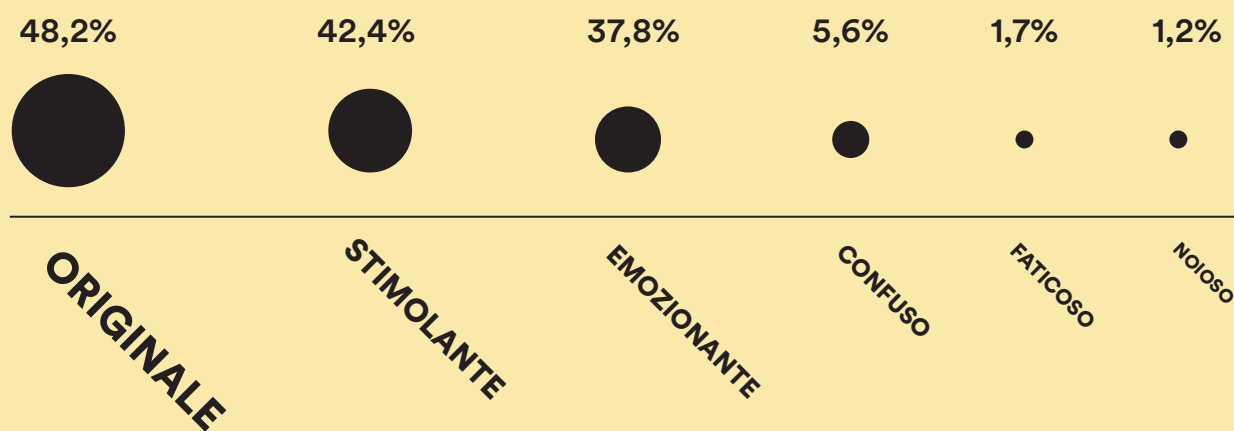 48,2% 42,4% 37,8% 5,6% 1,7% 1,2%
ORIGINALE
STIMOLANTE
EMOZIONANTE
CONFUSO
FATICOSO
NOIOSO